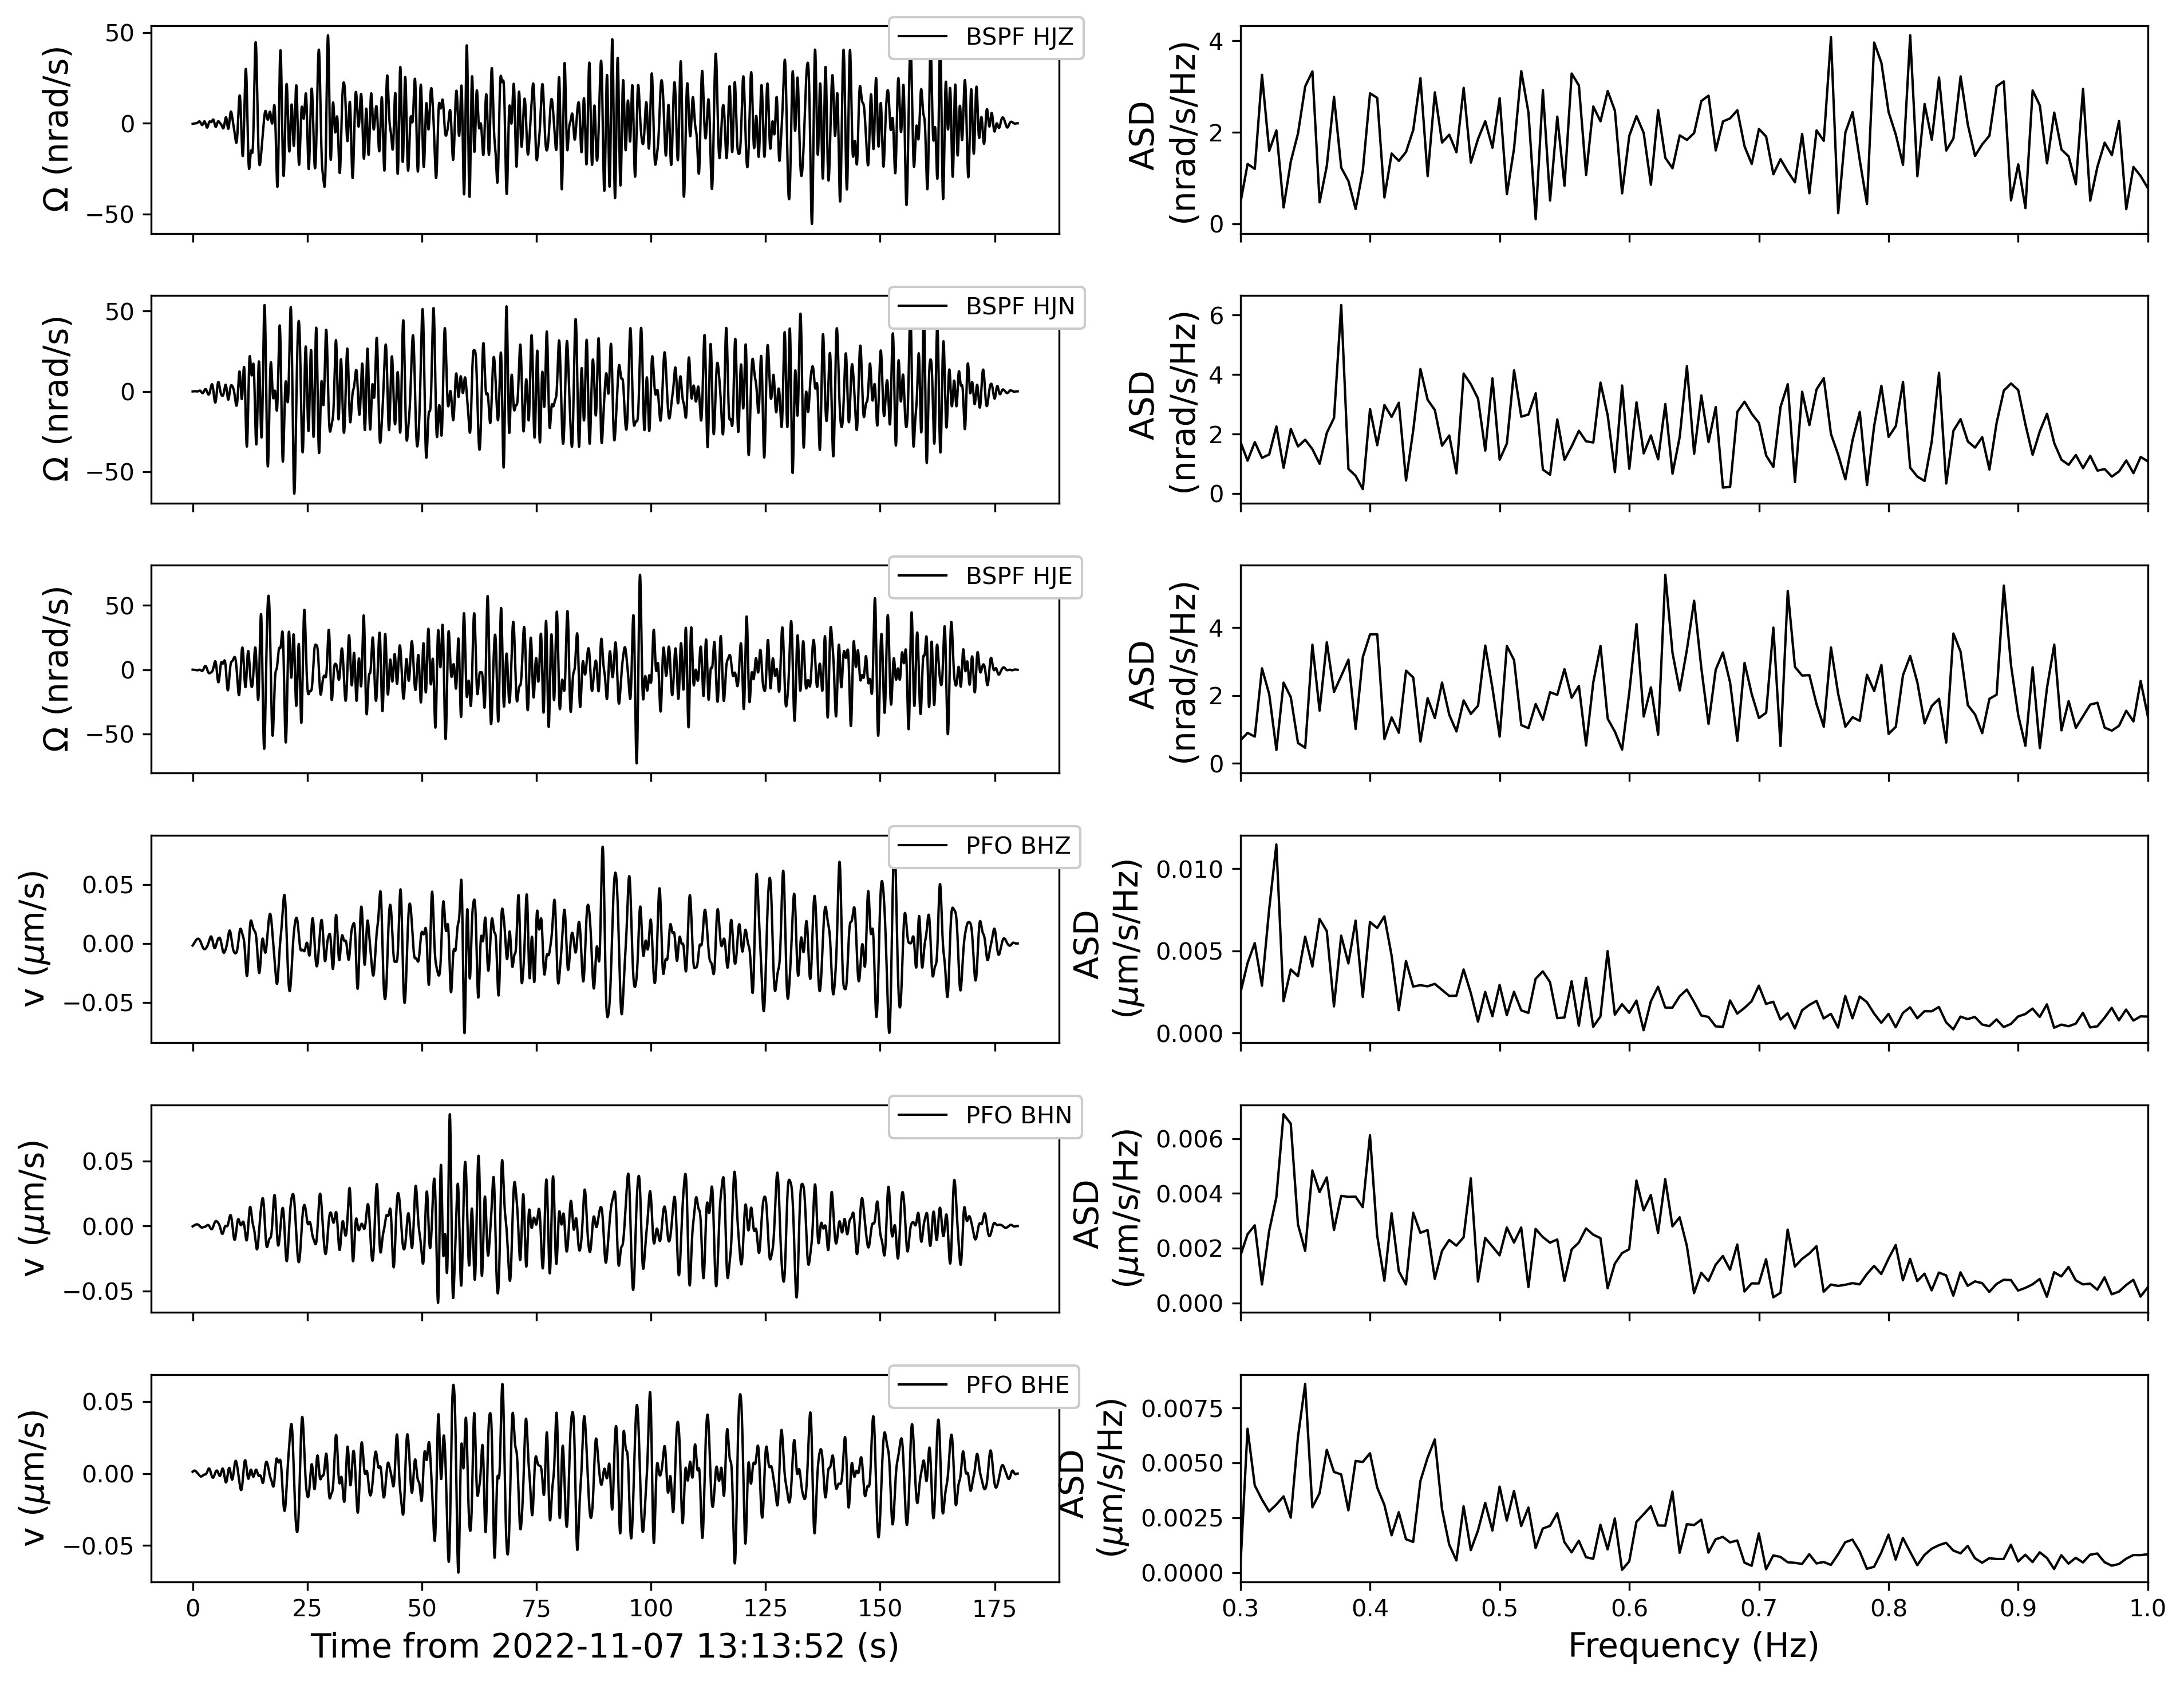 BSPF HJZ
Ω (nrad/s)
50
0
−50
ASD
(nrad/s/Hz)
4
2
0
BSPF HJN
Ω (nrad/s)
50
0
−50
ASD
(nrad/s/Hz)
6
4
2
0
BSPF HJE
Ω (nrad/s)
50
0
−50
ASD
(nrad/s/Hz)
4
2
0
PFO BHZ
v (μm/s)
0.05
0.00
−0.05
ASD
(μm/s/Hz)
0.010
0.005
0.000
PFO BHN
v (μm/s)
0.05
0.00
−0.05
ASD
(μm/s/Hz)
0.006
0.004
0.002
0.000
PFO BHE
v (μm/s)
0.05
0.00
−0.05
ASD
(μm/s/Hz)
0.0075
0.0050
0.0025
0.0000
0 25 50 75 100 125 150 175
Time from 2022-11-07 13:13:52 (s)
0.3 0.4 0.5 0.6 0.7 0.8 0.9 1.0
Frequency (Hz)